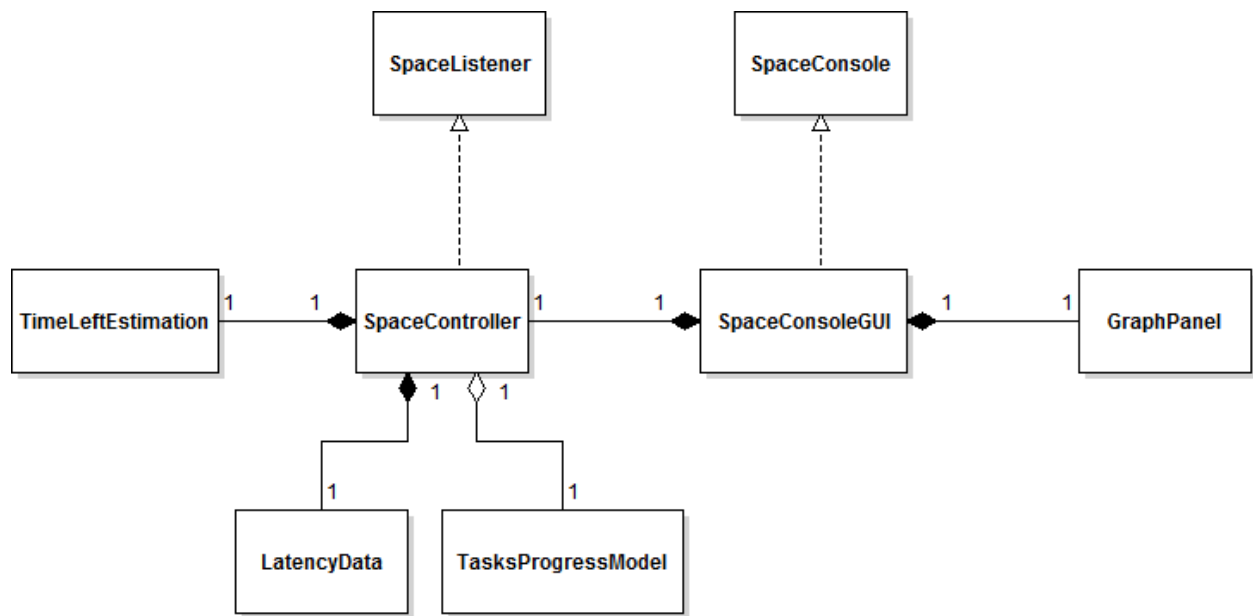 SpaceListener
SpaceConsole
TimeLeftEstimation
1
1
SpaceController
1
1
SpaceConsoleGUI
1
1
GraphPanel
1
1
1
1
LatencyData
TasksProgressModel